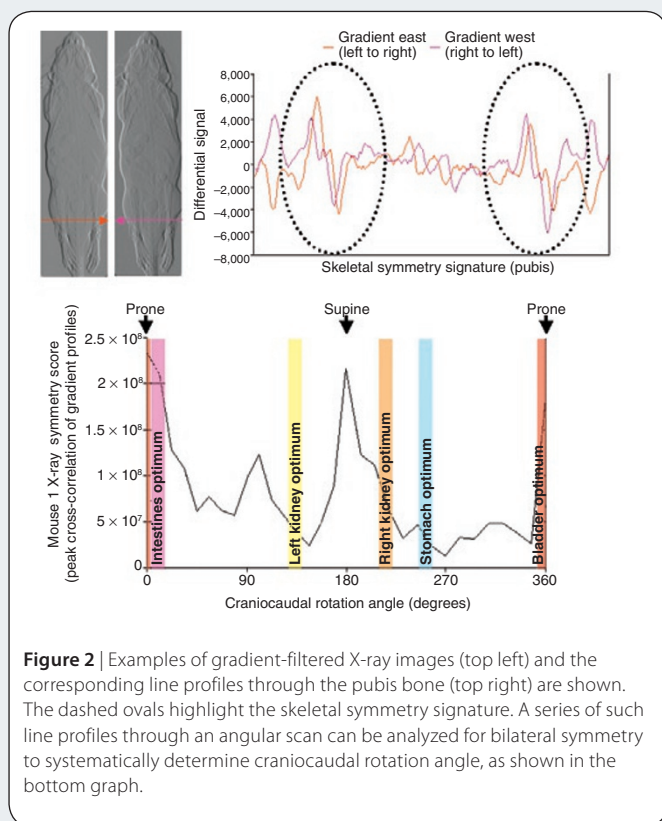 Gradient east
(left to right)
Gradient west
(right to left)
Differential signal
8,000
6,000
4,000
2,000
0
–2,000
–4,000
–6,000
–8,000
Skeletal symmetry signature (pubis)
Prone
Supine
Prone
Mouse 1 X-ray symmetry score
(peak cross-correlation of gradient profiles)
2.5 × 10⁸
2 × 10⁸
1.5 × 10⁸
1 × 10⁸
5 × 10⁷
0
Intestines optimum
Left kidney optimum
Right kidney optimum
Stomach optimum
Bladder optimum
0
90
180
270
360
Craniocaudal rotation angle (degrees)
Figure 2 | Examples of gradient-filtered X-ray images (top left) and the
corresponding line profiles through the pubis bone (top right) are shown.
The dashed ovals highlight the skeletal symmetry signature. A series of such
line profiles through an angular scan can be analyzed for bilateral symmetry
to systematically determine craniocaudal rotation angle, as shown in the
bottom graph.